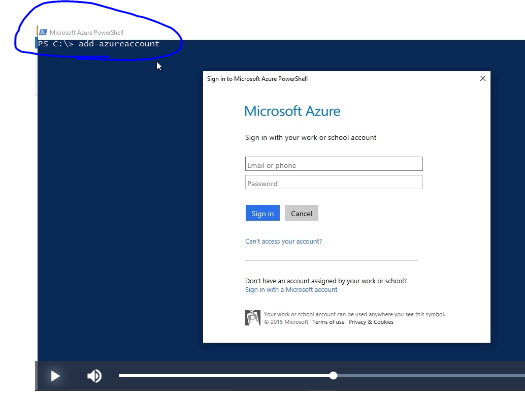 Microsoft Azure PowerShell
PS C:\> add-azureaccount
Sign in to Microsoft Azure PowerShell
Microsoft Azure
Sign in with your work or school account
Email or phone
Password
Sign in Cancel
Can't access your account?
Don't have an account assigned by your work or school?
Sign in with a Microsoft account
Your work or school account can be used anywhere you see this symbol.
© 2015 Microsoft Terms of use Privacy & Cookies